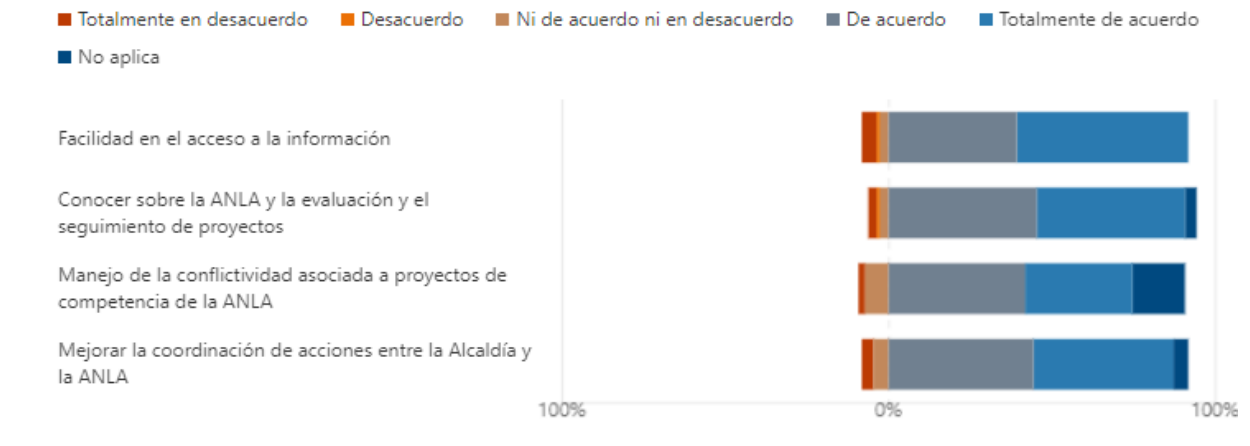 Totalmente en desacuerdo Desacuerdo Ni de acuerdo ni en desacuerdo De acuerdo Totalmente de acuerdo
No aplica
Facilidad en el acceso a la información
Conocer sobre la ANLA y la evaluación y el
seguimiento de proyectos
Manejo de la conflictividad asociada a proyectos de
competencia de la ANLA
Mejorar la coordinación de acciones entre la Alcaldía y
la ANLA
100% 0% 100%